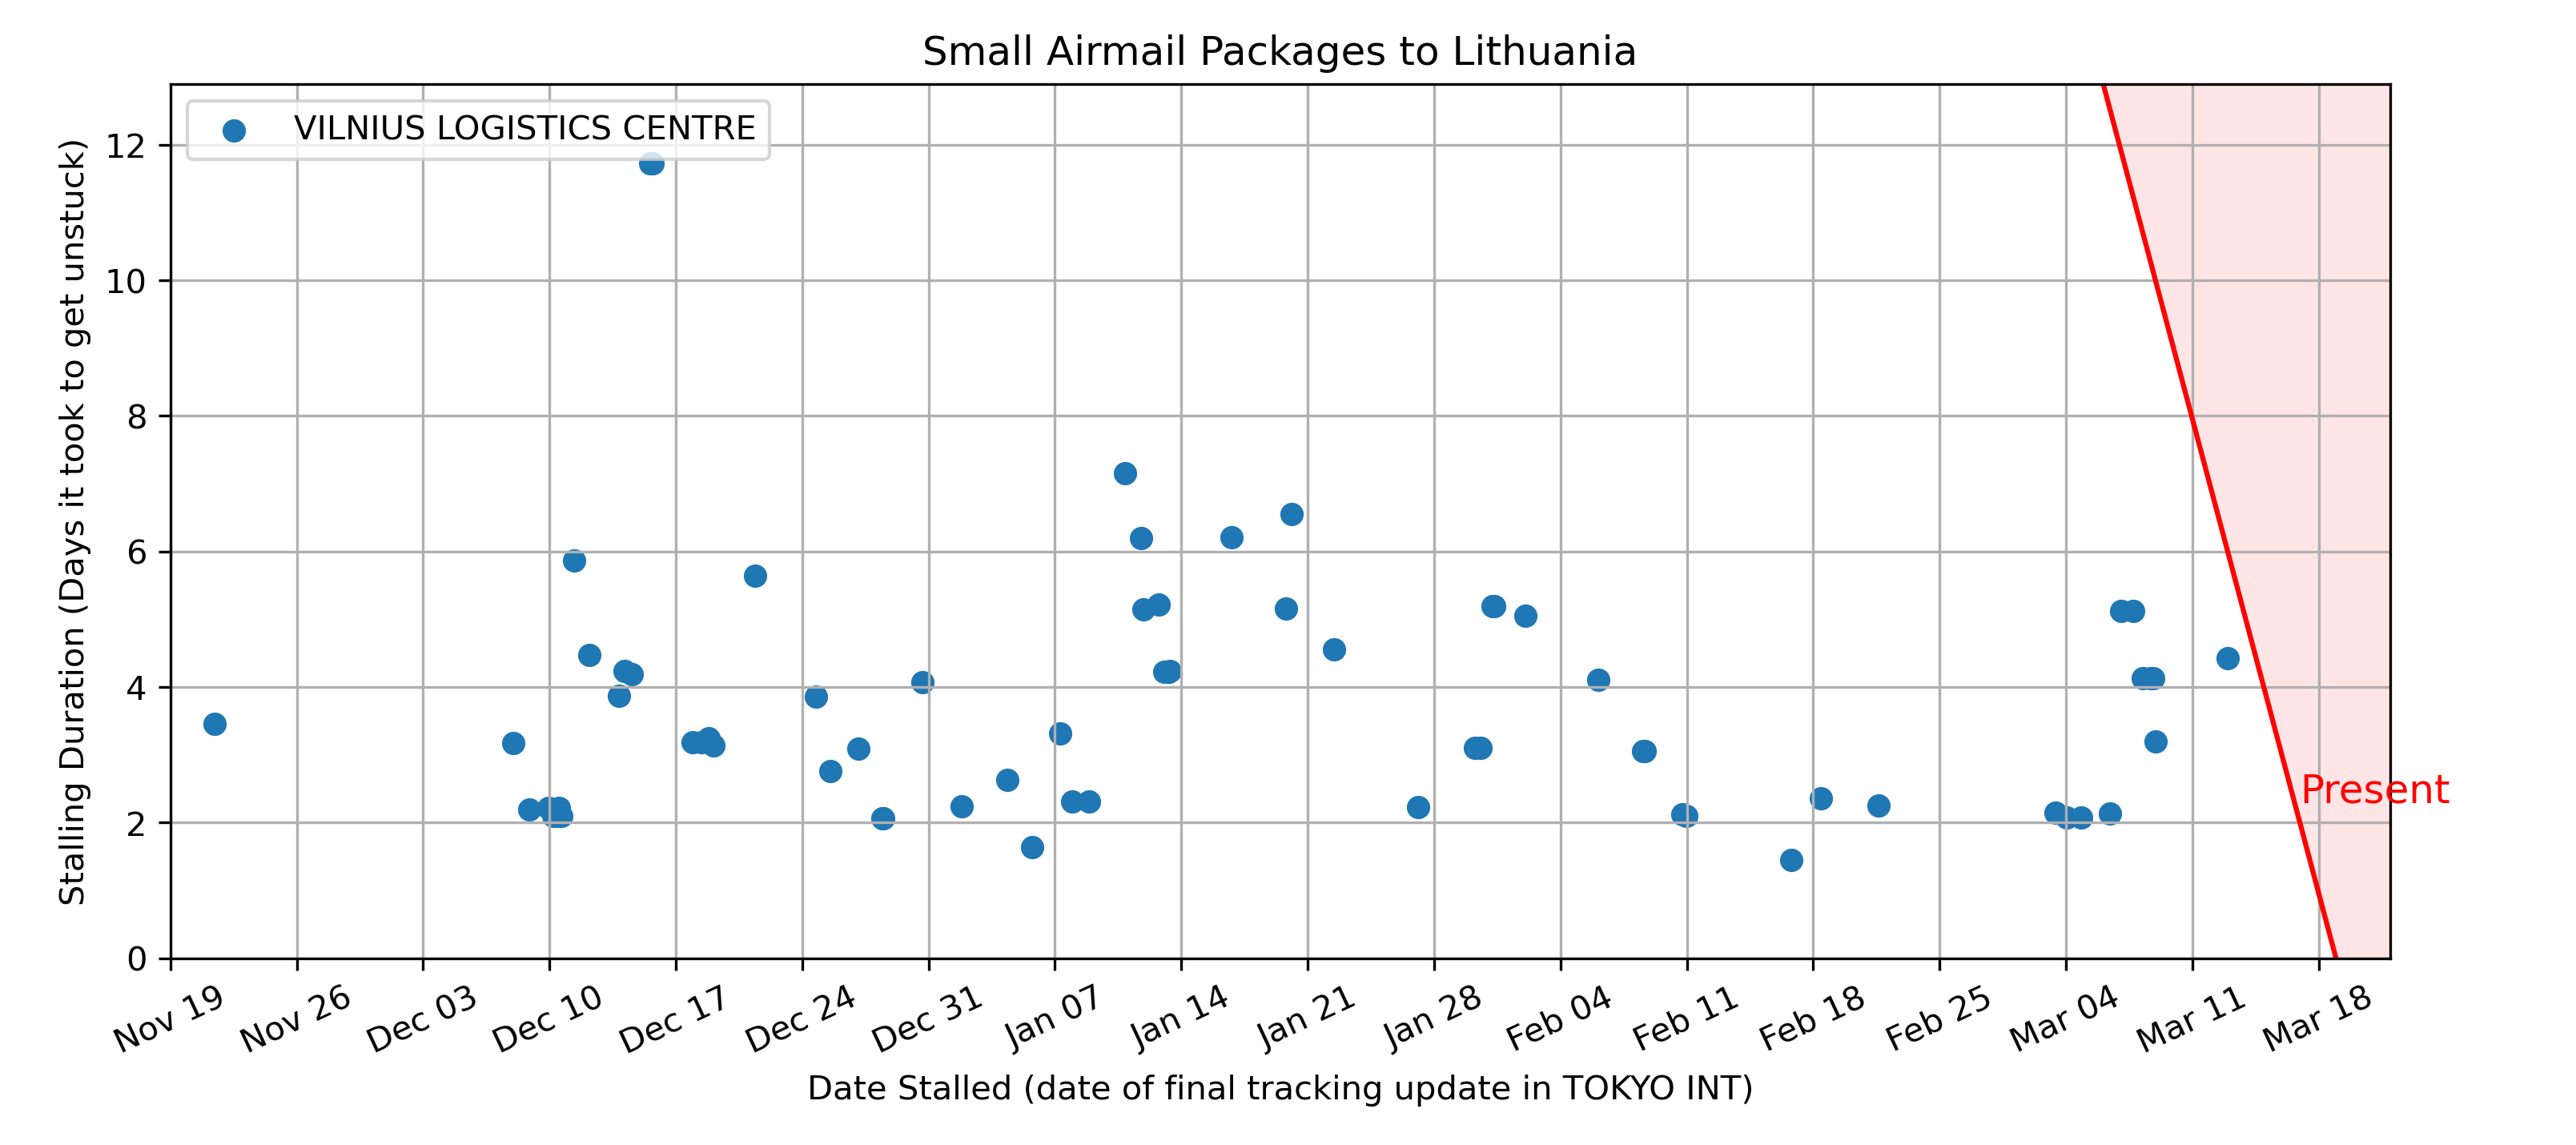 Small Airmail Packages to Lithuania
VILNIUS LOGISTICS CENTRE
Stalling Duration (Days it took to get unstuck)
12
10
8
6
4
2
0
Present
Nov 19
Nov 26
Dec 03
Dec 10
Dec 17
Dec 24
Dec 31
Jan 07
Jan 14
Jan 21
Jan 28
Feb 04
Feb 11
Feb 18
Feb 25
Mar 04
Mar 11
Mar 18
Date Stalled (date of final tracking update in TOKYO INT)